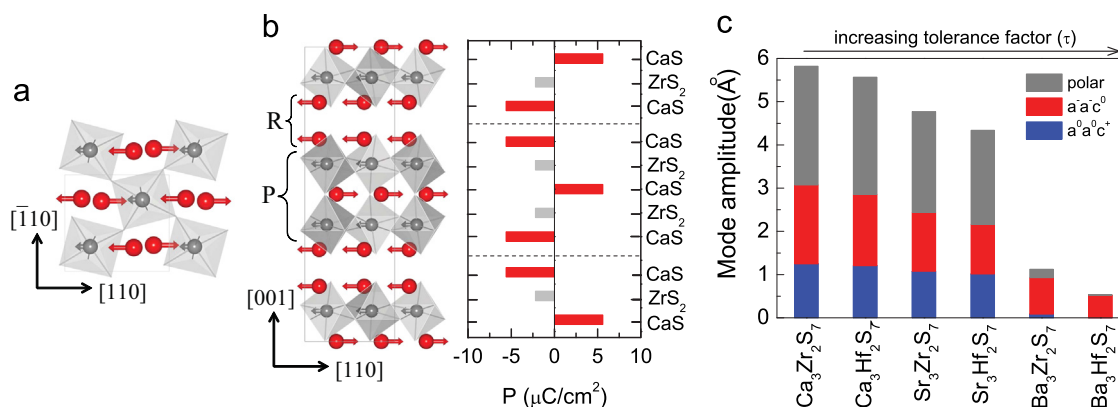 a
[1̄10]
[110]
b
R
P
[001]
[110]
CaS
ZrS₂
CaS
CaS
ZrS₂
CaS
ZrS₂
CaS
CaS
ZrS₂
CaS
-10 -5 0 5 10
P (μC/cm²)
c
increasing tolerance factor (τ)
Mode amplitude(Å)
6
5
4
3
2
1
0
polar
a⁻a⁻c⁰
a⁰a⁰c⁺
Ca₃Zr₂S₇
Ca₃Hf₂S₇
Sr₃Zr₂S₇
Sr₃Hf₂S₇
Ba₃Zr₂S₇
Ba₃Hf₂S₇